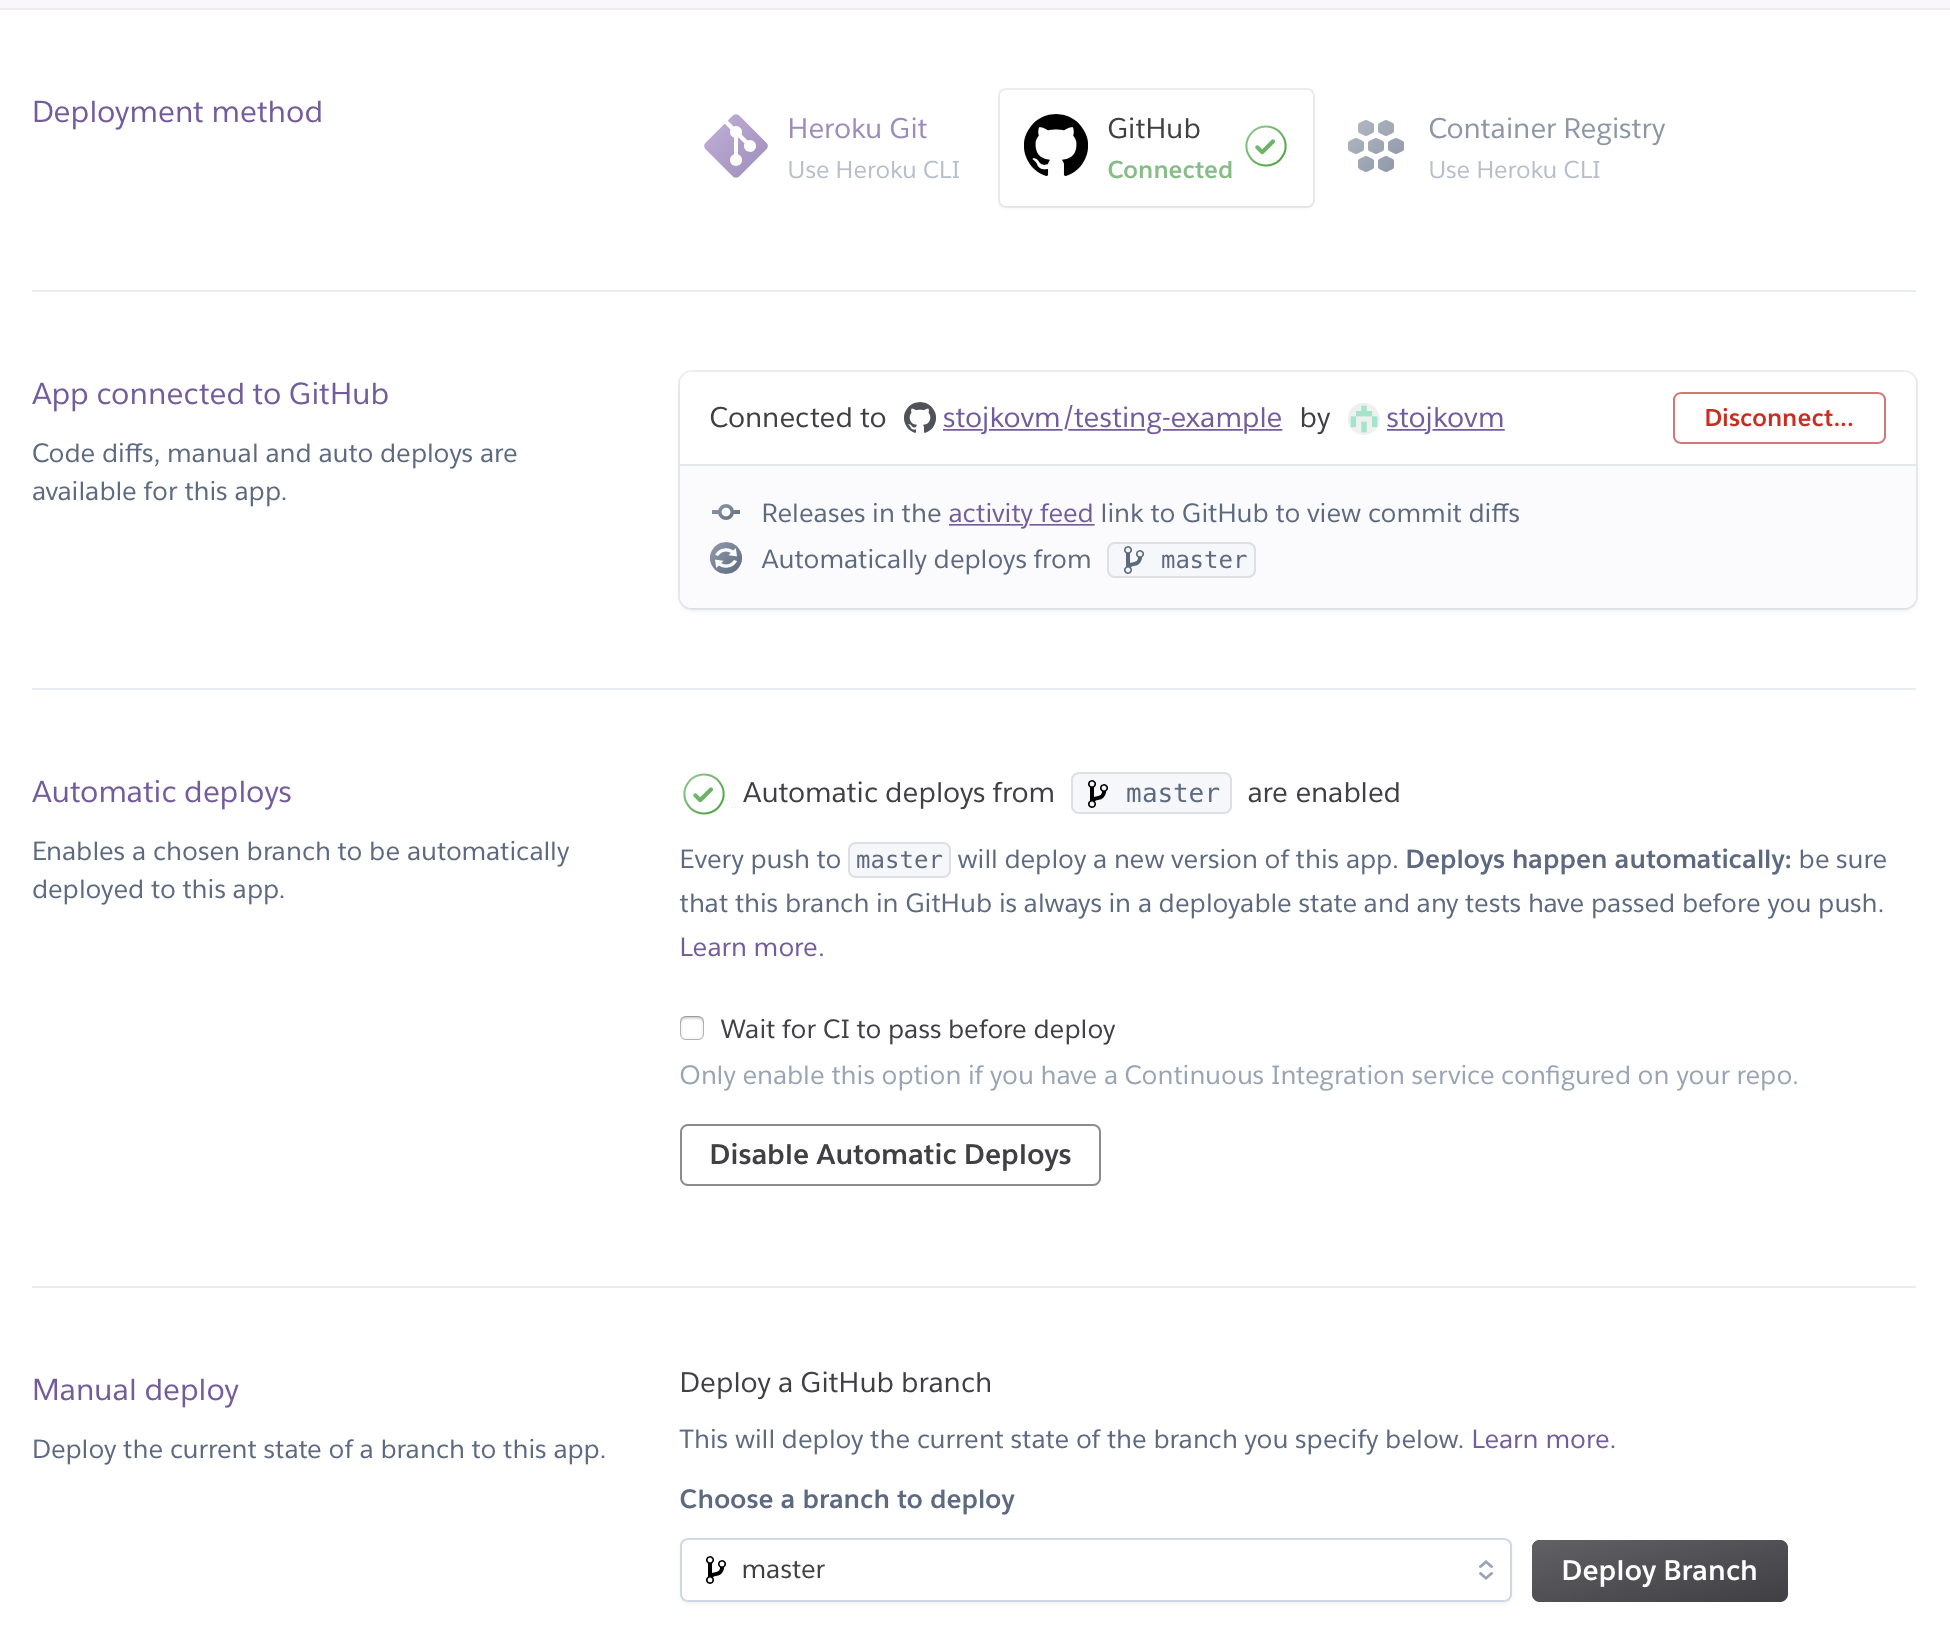 Deployment method
Heroku Git
Use Heroku CLI
GitHub
Connected
Container Registry
Use Heroku CLI
App connected to GitHub
Code diffs, manual and auto deploys are
available for this app.
Connected to stojkovm/testing-example by stojkovm
Disconnect...
Releases in the activity feed link to GitHub to view commit diffs
Automatically deploys from master
Automatic deploys
Enables a chosen branch to be automatically
deployed to this app.
Automatic deploys from master are enabled
Every push to master will deploy a new version of this app. Deploys happen automatically: be sure
that this branch in GitHub is always in a deployable state and any tests have passed before you push.
Learn more.
Wait for CI to pass before deploy
Only enable this option if you have a Continuous Integration service configured on your repo.
Disable Automatic Deploys
Manual deploy
Deploy the current state of a branch to this app.
Deploy a GitHub branch
This will deploy the current state of the branch you specify below. Learn more.
Choose a branch to deploy
master
Deploy Branch